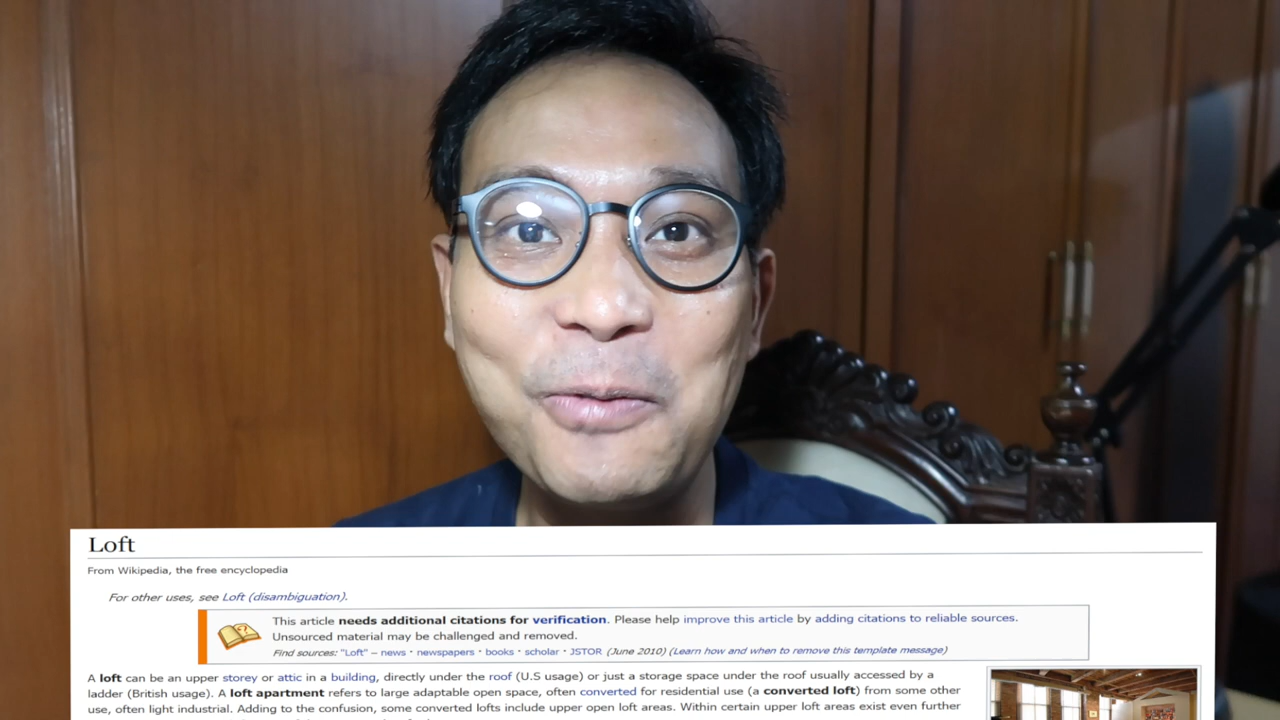 Loft
From Wikipedia, the free encyclopedia
For other uses, see Loft (disambiguation).
This article needs additional citations for verification. Please help improve this article by adding citations to reliable sources.
Unsourced material may be challenged and removed.
Find sources: "Loft" – news · newspapers · books · scholar · JSTOR (June 2010) (Learn how and when to remove this template message)
A loft can be an upper storey or attic in a building, directly under the roof (U.S usage) or just a storage space under the roof usually accessed by a
ladder (British usage). A loft apartment refers to large adaptable open space, often converted for residential use (a converted loft) from some other
use, often light industrial. Adding to the confusion, some converted lofts include upper open loft areas. Within certain upper loft areas exist even further